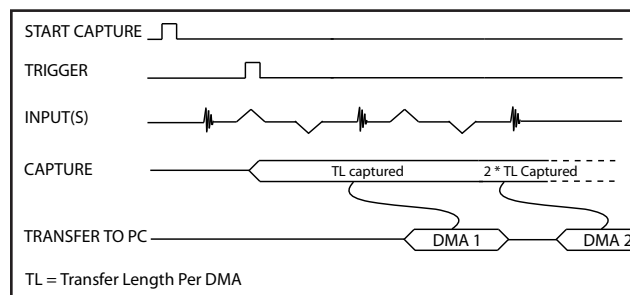 START CAPTURE
TRIGGER
INPUT(S)
CAPTURE
TL captured
2 * TL Captured
TRANSFER TO PC
DMA 1
DMA 2
TL = Transfer Length Per DMA